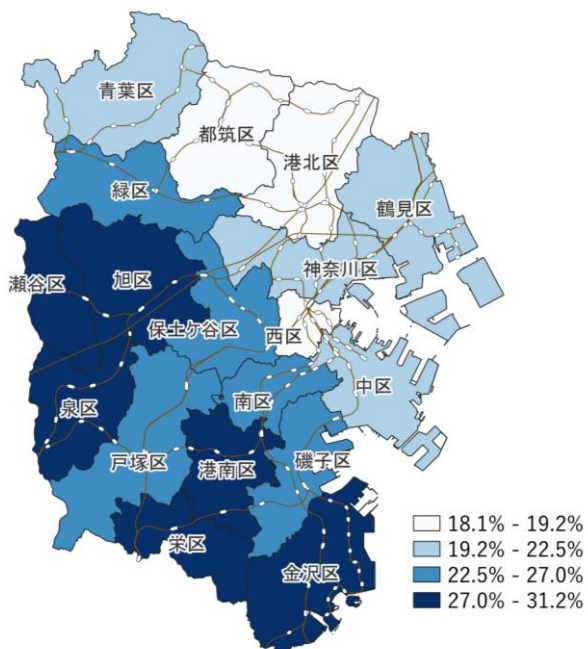 青葉区
都筑区
港北区
緑区
鶴見区
神奈川区
瀬谷区
旭区
保土ケ谷区
西区
中区
泉区
南区
戸塚区
港南区
磯子区
栄区
金沢区
18.1% - 19.2%
19.2% - 22.5%
22.5% - 27.0%
27.0% - 31.2%